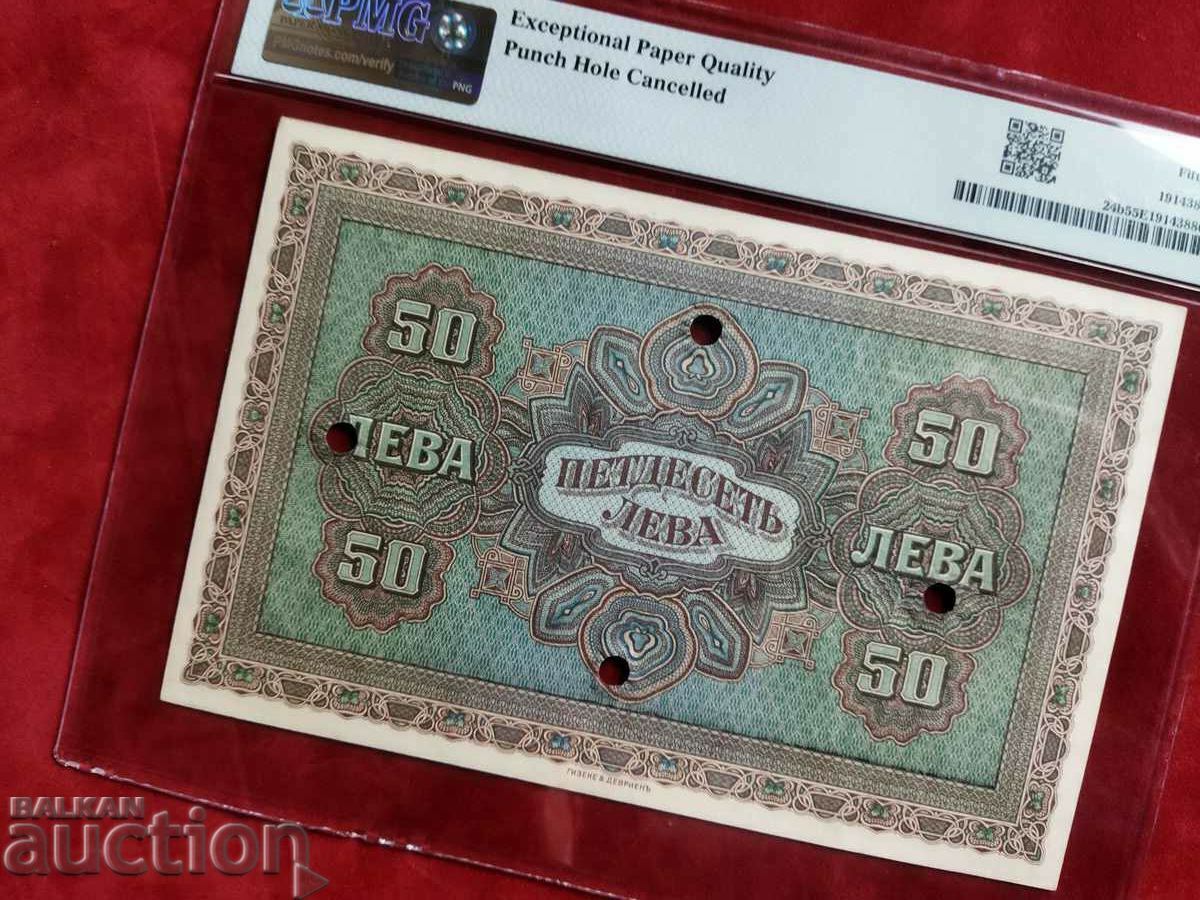 PMG
PMGnotes.com/verify
PNG
Exceptional Paper Quality
Punch Hole Cancelled
50
ЛЕВА
50
ПЕТДЕСЕТЬ
ЛЕВА
50
ЛЕВА
50
ГИЗЕКЕ & ДЕВРИЕНЪ
BALKAN
auction